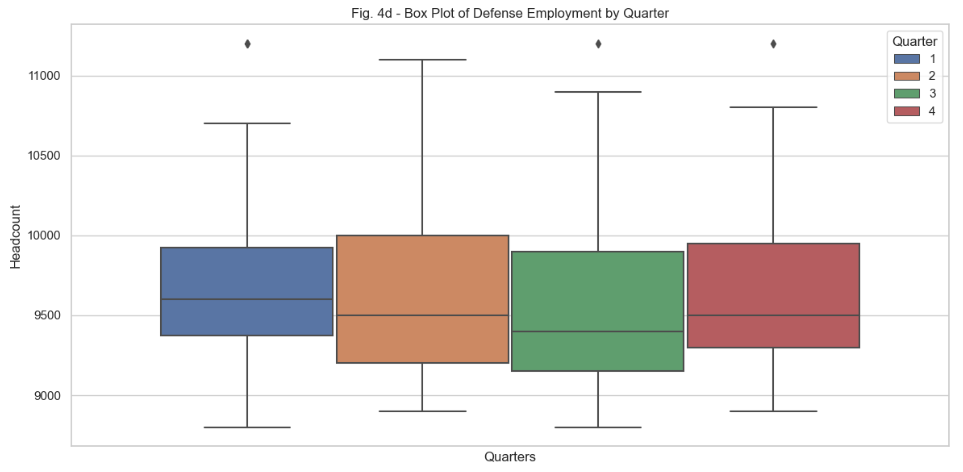 Fig. 4d - Box Plot of Defense Employment by Quarter
Quarter
1
2
3
4
11000
10500
10000
9500
9000
Headcount
Quarters